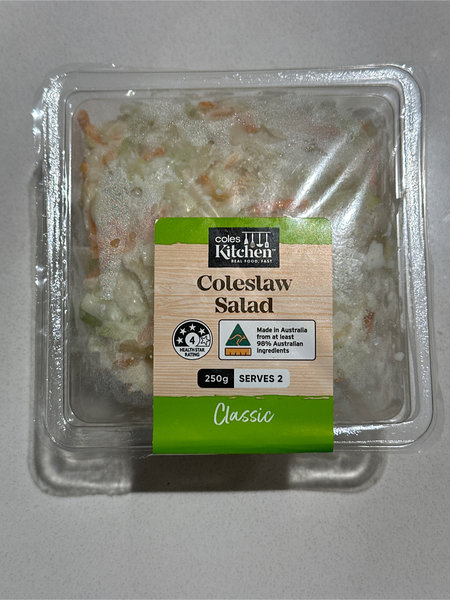 coles
Kitchen™
REAL FOOD, FAST
Coleslaw
Salad
4
HEALTH STAR
RATING
Made in Australia
from at least
98% Australian
ingredients
250g SERVES 2
Classic